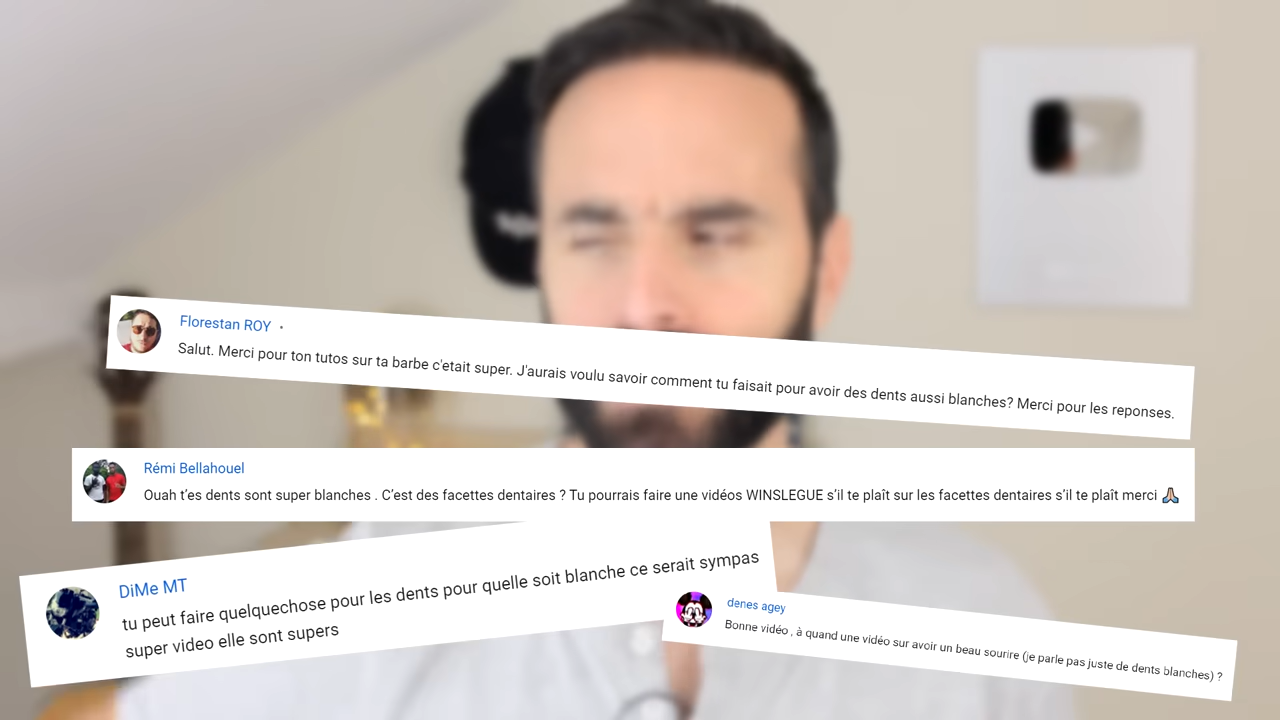 Florestan ROY •
Salut. Merci pour ton tutos sur ta barbe c'etait super. J'aurais voulu savoir comment tu faisait pour avoir des dents aussi blanches? Merci pour les reponses.
Rémi Bellahouel
Ouah t’es dents sont super blanches . C’est des facettes dentaires ? Tu pourrais faire une vidéos WINSLEGUE s’il te plaît sur les facettes dentaires s’il te plaît merci 🙏🏼
DiMe MT
tu peut faire quelquechose pour les dents pour quelle soit blanche ce serait sympas
super video elle sont supers
denes agey
Bonne vidéo , à quand une vidéo sur avoir un beau sourire (je parle pas juste de dents blanches) ?